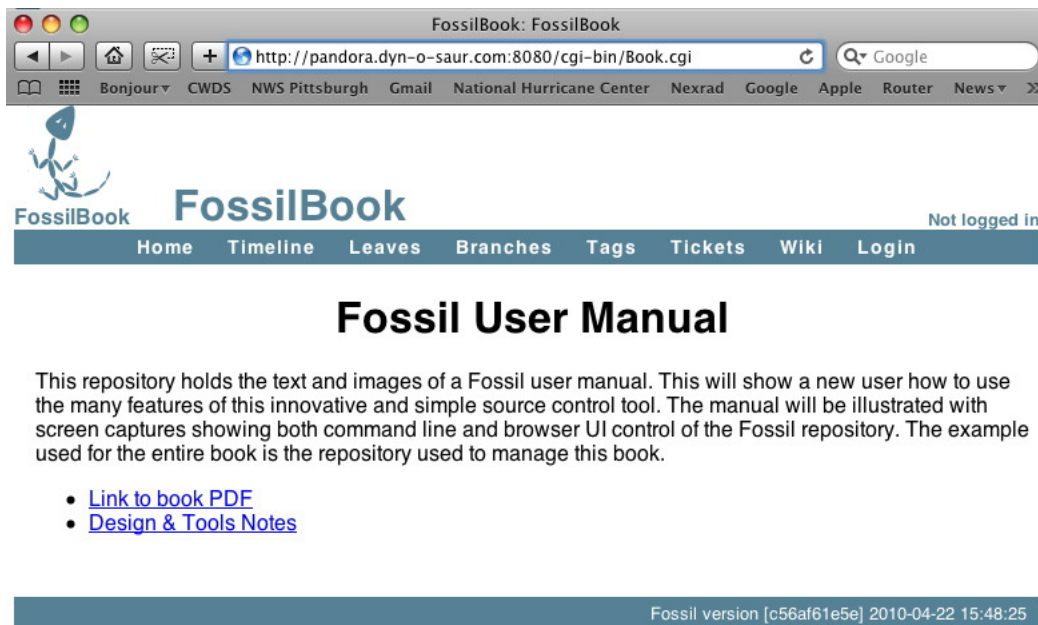 FossilBook: FossilBook
http://pandora.dyn-o-saur.com:8080/cgi-bin/Book.cgi Google
Bonjour CWDS NWS Pittsburgh Gmail National Hurricane Center Nexrad Google Apple Router News
FossilBook FossilBook Not logged in
Home Timeline Leaves Branches Tags Tickets Wiki Login
Fossil User Manual
This repository holds the text and images of a Fossil user manual. This will show a new user how to use
the many features of this innovative and simple source control tool. The manual will be illustrated with
screen captures showing both command line and browser UI control of the Fossil repository. The example
used for the entire book is the repository used to manage this book.
• Link to book PDF
• Design & Tools Notes
Fossil version [c56af61e5e] 2010-04-22 15:48:25